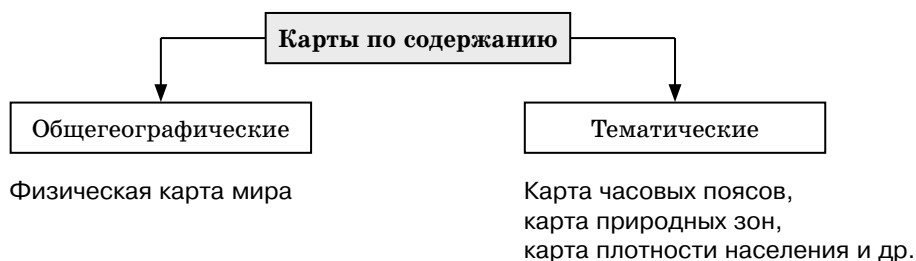 Карты по содержанию
Общегеографические
Тематические
Физическая карта мира
Карта часовых поясов,
карта природных зон,
карта плотности населения и др.